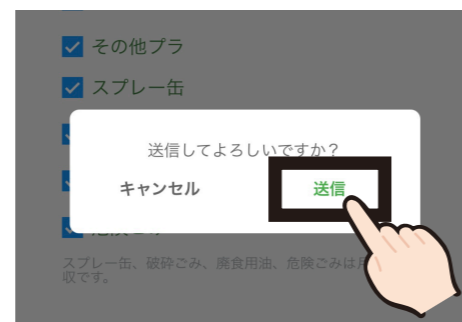 その他プラ
スプレー缶
送信してよろしいですか？
キャンセル
送信
スプレー缶、破砕ごみ、廃食用油、危険ごみは月
収です。